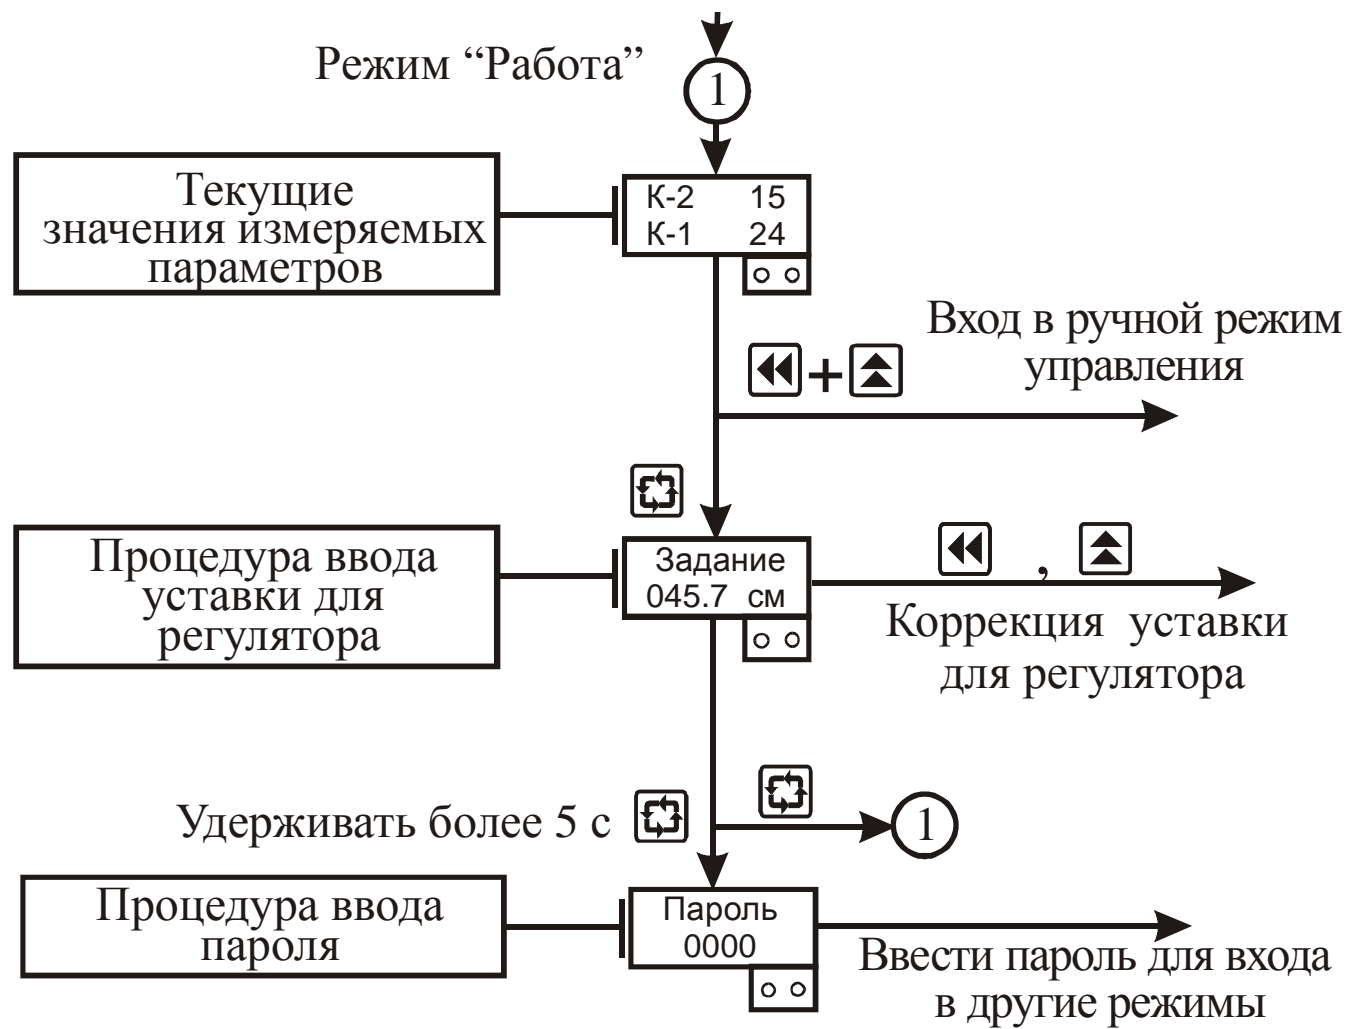 Режим “Работа”
1
Текущие
значения измеряемых
параметров
К-2 15
К-1 24
Вход в ручной режим
управления
+
Процедура ввода
уставки для
регулятора
Задание
045.7 см
,
Коррекция уставки
для регулятора
Удерживать более 5 с
1
Процедура ввода
пароля
Пароль
0000
Ввести пароль для входа
в другие режимы